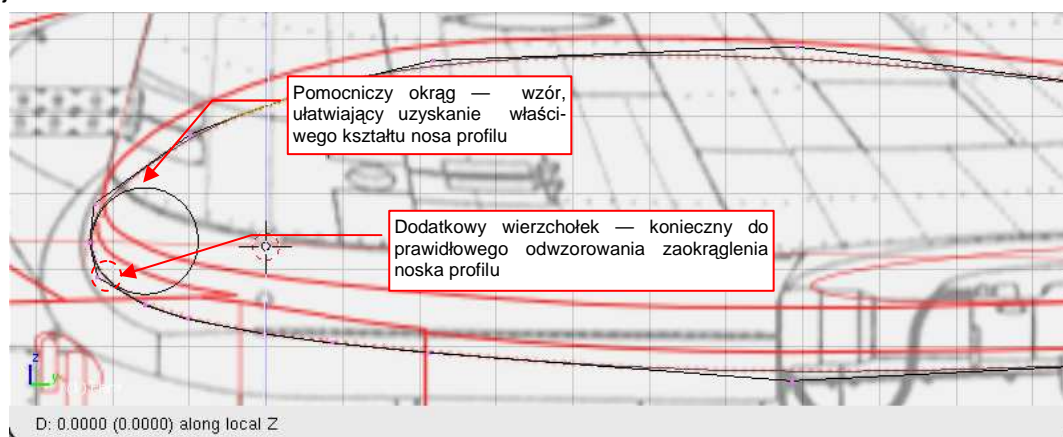 Pomocniczy okrąg — wzór,
ułatwiający uzyskanie właści-
wego kształtu nosa profilu
Dodatkowy wierzchołek — konieczny do
prawidłowego odwzorowania zaokrąglenia
noska profilu
z
y
D: 0.0000 (0.0000) along local Z